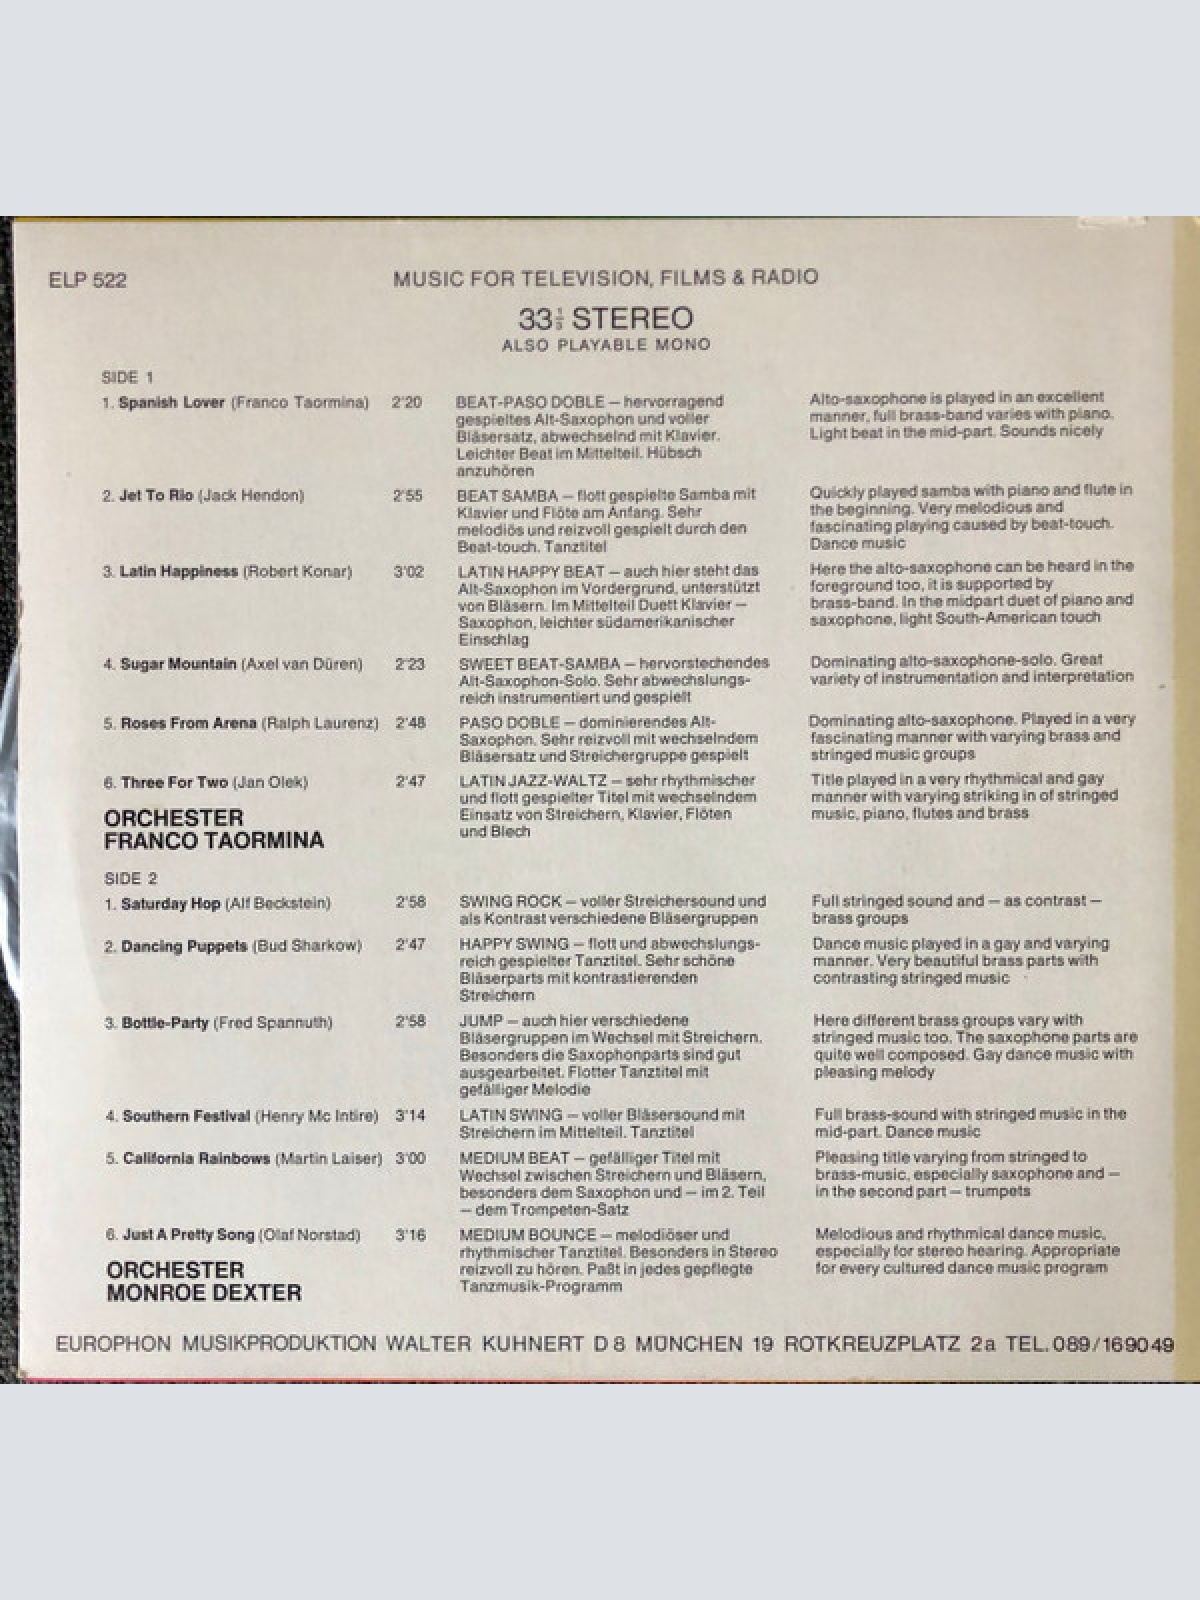 ELP 522
MUSIC FOR TELEVISION, FILMS & RADIO
33⅓ STEREO
ALSO PLAYABLE MONO
SIDE 1
1. Spanish Lover (Franco Taormina) 2'20
BEAT-PASO DOBLE – hervorragend
gespieltes Alt-Saxophon und voller
Bläsersatz, abwechselnd mit Klavier.
Leichter Beat im Mittelteil. Hübsch
anzuhören
Alto-saxophone is played in an excellent
manner, full brass-band varies with piano.
Light beat in the mid-part. Sounds nicely
2. Jet To Rio (Jack Hendon) 2'55
BEAT SAMBA – flott gespielte Samba mit
Klavier und Flöte am Anfang. Sehr
melodiös und reizvoll gespielt durch den
Beat-touch. Tanztitel
Quickly played samba with piano and flute in
the beginning. Very melodious and
fascinating playing caused by beat-touch.
Dance music
3. Latin Happiness (Robert Konar) 3'02
LATIN HAPPY BEAT – auch hier steht das
Alt-Saxophon im Vordergrund, unterstützt
von Bläsern. Im Mittelteil Duett Klavier –
Saxophon, leichter südamerikanischer
Einschlag
Here the alto-saxophone can be heard in the
foreground too, it is supported by
brass-band. In the midpart duet of piano and
saxophone, light South-American touch
4. Sugar Mountain (Axel van Düren) 2'23
SWEET BEAT-SAMBA – hervorstechendes
Alt-Saxophon-Solo. Sehr abwechslungs-
reich instrumentiert und gespielt
Dominating alto-saxophone-solo. Great
variety of instrumentation and interpretation
5. Roses From Arena (Ralph Laurenz) 2'48
PASO DOBLE – dominierendes Alt-
Saxophon. Sehr reizvoll mit wechselndem
Bläsersatz und Streichergruppe gespielt
Dominating alto-saxophone. Played in a very
fascinating manner with varying brass and
stringed music groups
6. Three For Two (Jan Olek) 2'47
LATIN JAZZ-WALTZ – sehr rhythmischer
und flott gespielter Titel mit wechselndem
Einsatz von Streichern, Klavier, Flöten
und Blech
Title played in a very rhythmical and gay
manner with varying striking in of stringed
music, piano, flutes and brass
ORCHESTER
FRANCO TAORMINA
SIDE 2
1. Saturday Hop (Alf Beckstein) 2'58
SWING ROCK – voller Streichersound und
als Kontrast verschiedene Bläsergruppen
Full stringed sound and – as contrast –
brass groups
2. Dancing Puppets (Bud Sharkow) 2'47
HAPPY SWING – flott und abwechslungs-
reich gespielter Tanztitel. Sehr schöne
Bläserparts mit kontrastierenden
Streichern
Dance music played in a gay and varying
manner. Very beautiful brass parts with
contrasting stringed music
3. Bottle-Party (Fred Spannuth) 2'58
JUMP – auch hier verschiedene
Bläsergruppen im Wechsel mit Streichern.
Besonders die Saxophonparts sind gut
ausgearbeitet. Flotter Tanztitel mit
gefälliger Melodie
Here different brass groups vary with
stringed music too. The saxophone parts are
quite well composed. Gay dance music with
pleasing melody
4. Southern Festival (Henry Mc Intire) 3'14
LATIN SWING – voller Bläsersound mit
Streichern im Mittelteil. Tanztitel
Full brass-sound with stringed music in the
mid-part. Dance music
5. California Rainbows (Martin Laiser) 3'00
MEDIUM BEAT – gefälliger Titel mit
Wechsel zwischen Streichern und Bläsern,
besonders dem Saxophon und – im 2. Teil
– dem Trompeten-Satz
Pleasing title varying from stringed to
brass-music, especially saxophone and –
in the second part – trumpets
6. Just A Pretty Song (Olaf Norstad) 3'16
MEDIUM BOUNCE – melodiöser und
rhythmischer Tanztitel. Besonders in Stereo
reizvoll zu hören. Paßt in jedes gepflegte
Tanzmusik-Programm
Melodious and rhythmical dance music,
especially for stereo hearing. Appropriate
for every cultured dance music program
ORCHESTER
MONROE DEXTER
EUROPHON MUSIKPRODUKTION WALTER KUHNERT D 8 MÜNCHEN 19 ROTKREUZPLATZ 2a TEL. 089/169049